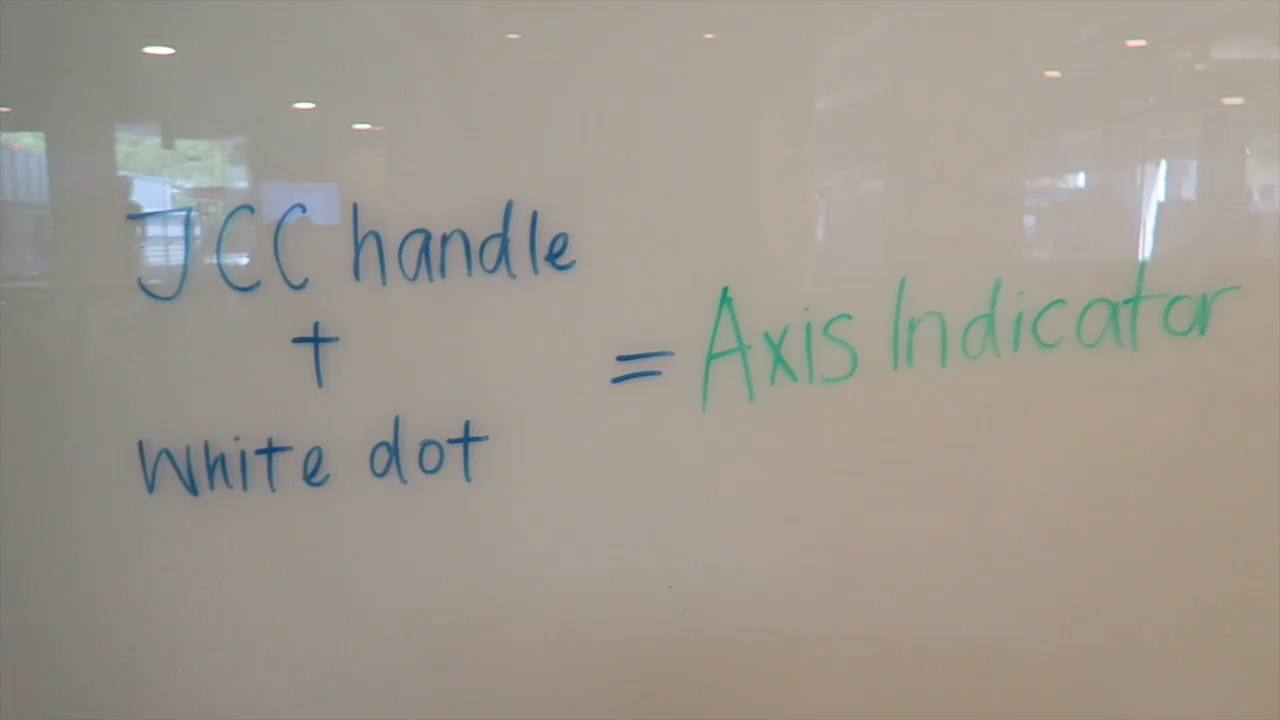 JCC handle
+
White dot
= Axis Indicator